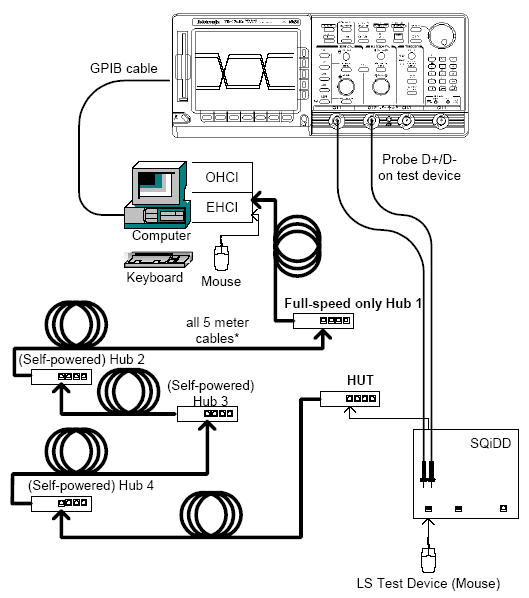 Tektronix
GPIB cable
Probe D+/D-
on test device
OHCI
EHCI
Computer
Keyboard
Mouse
Full-speed only Hub 1
all 5 meter
cables*
(Self-powered) Hub 2
(Self-powered)
Hub 3
HUT
SQiDD
(Self-powered) Hub 4
LS Test Device (Mouse)